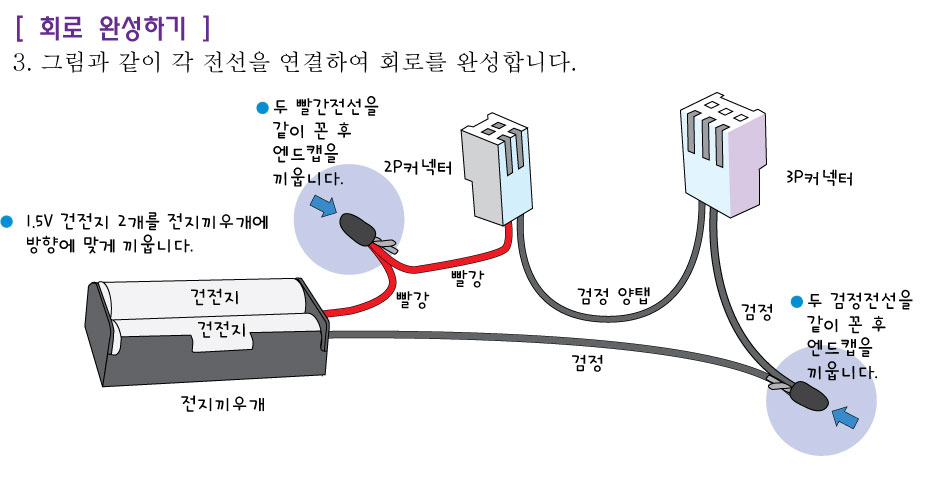 [ 회로 완성하기 ]
3. 그림과 같이 각 전선을 연결하여 회로를 완성합니다.
● 두 빨간전선을
같이 꼰 후
엔드캡을
끼웁니다.
2P커넥터
3P커넥터
● 1.5V 건전지 2개를 전지끼우개에
방향에 맞게 끼웁니다.
빨강
빨강
검정 양탭
검정
● 두 검정전선을
같이 꼰 후
엔드캡을
끼웁니다.
건전지
건전지
검정
전지끼우개